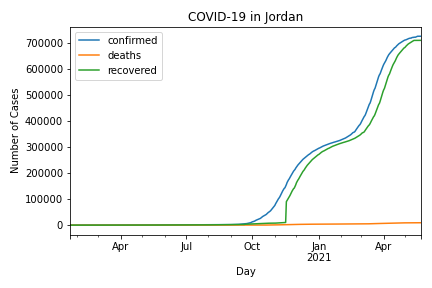 COVID-19 in Jordan
confirmed
deaths
recovered
Number of Cases
700000
600000
500000
400000
300000
200000
100000
0
Apr
Jul
Oct
Jan
2021
Apr
Day